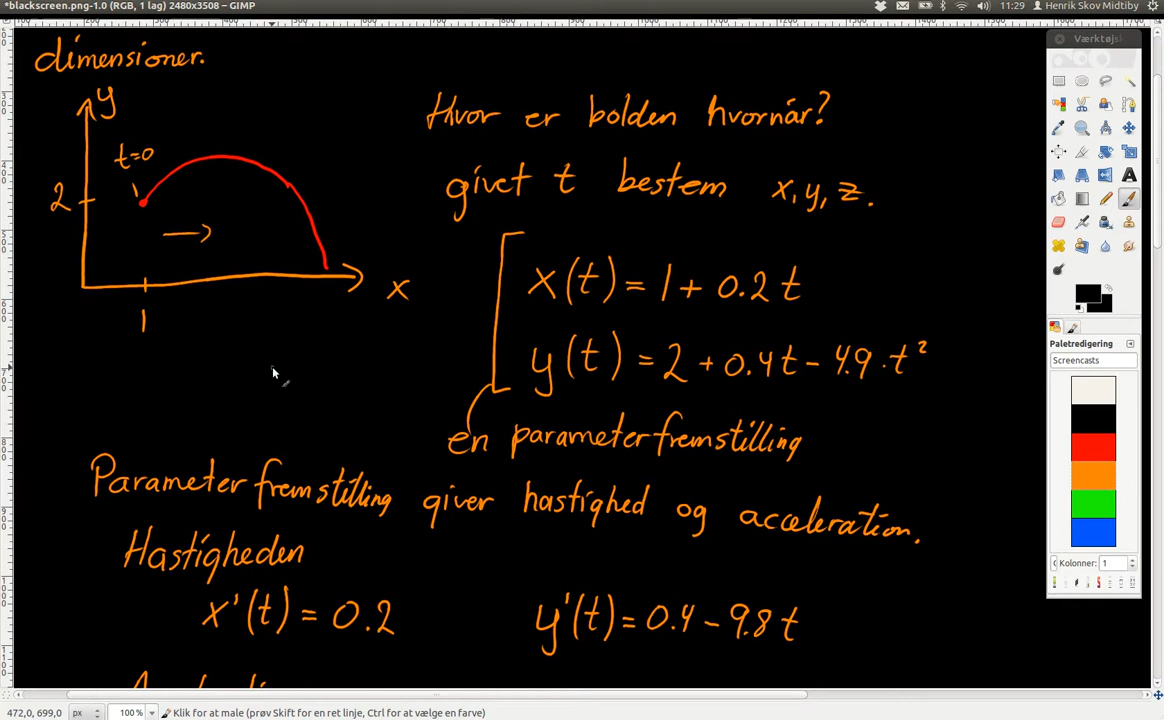 *blackscreen.png-1.0 (RGB, 1 lag) 2480x3508 – GIMP
11:29
Henrik Skov Midtiby
dimensioner.
y
t=0
2
x
1
Hvor er bolden hvornår?
givet t bestem x, y, z.
x(t) = 1 + 0.2 t
y(t) = 2 + 0.4t - 4.9 · t²
en parameterfremstilling
Parameterfremstilling giver hastighed og acceleration.
Hastigheden
x'(t) = 0.2
y'(t) = 0.4 - 9.8 t
Paletredigering
Screencasts
Kolonner: 1
472,0, 699,0
px
100%
Klik for at male (prøv Skift for en ret linje, Ctrl for at vælge en farve)